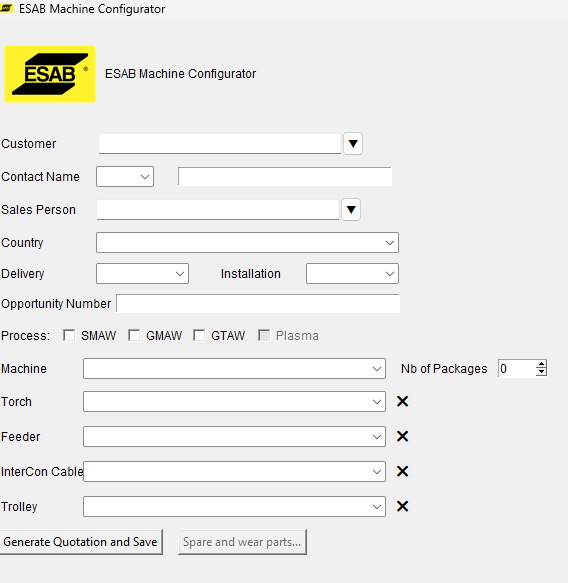 ESAB Machine Configurator
ESAB ® ESAB Machine Configurator
Customer
Contact Name
Sales Person
Country
Delivery Installation
Opportunity Number
Process: SMAW GMAW GTAW Plasma
Machine Nb of Packages 0
Torch
Feeder
InterCon Cable
Trolley
Generate Quotation and Save Spare and wear parts...